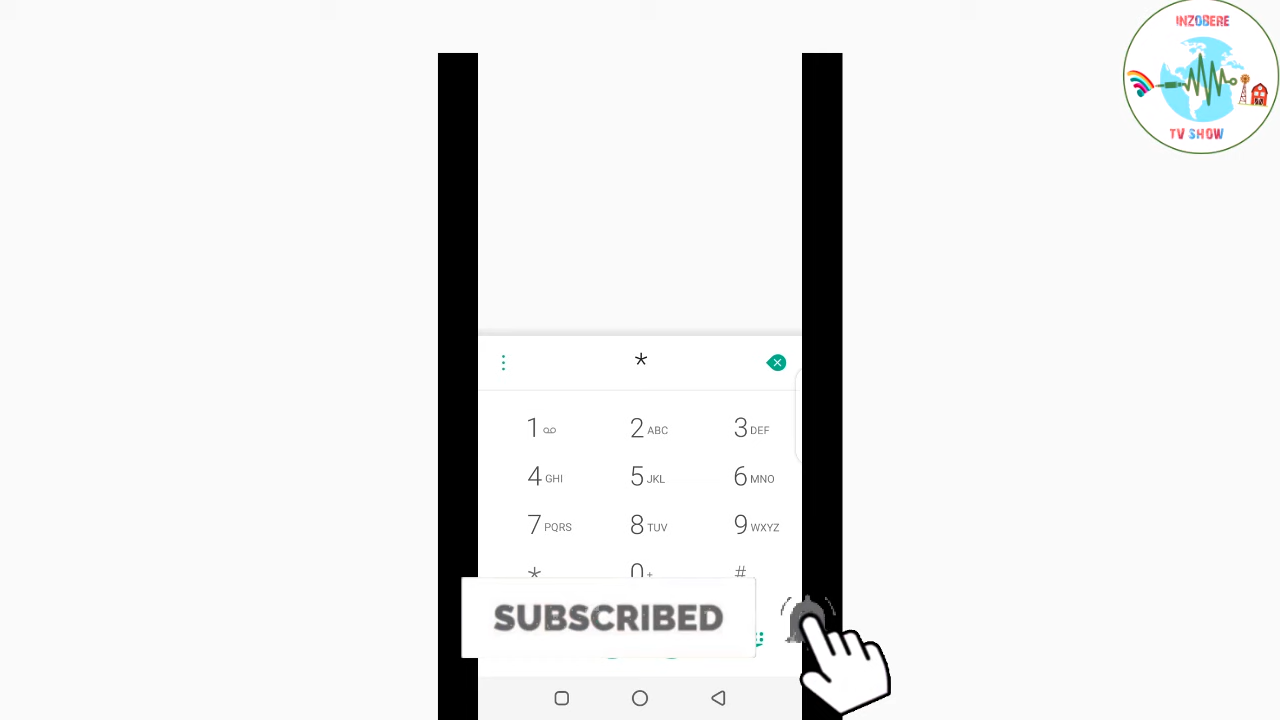 INZOBERE
TV SHOW
*
1
2 ABC
3 DEF
4 GHI
5 JKL
6 MNO
7 PQRS
8 TUV
9 WXYZ
*
0 +
#
SUBSCRIBED